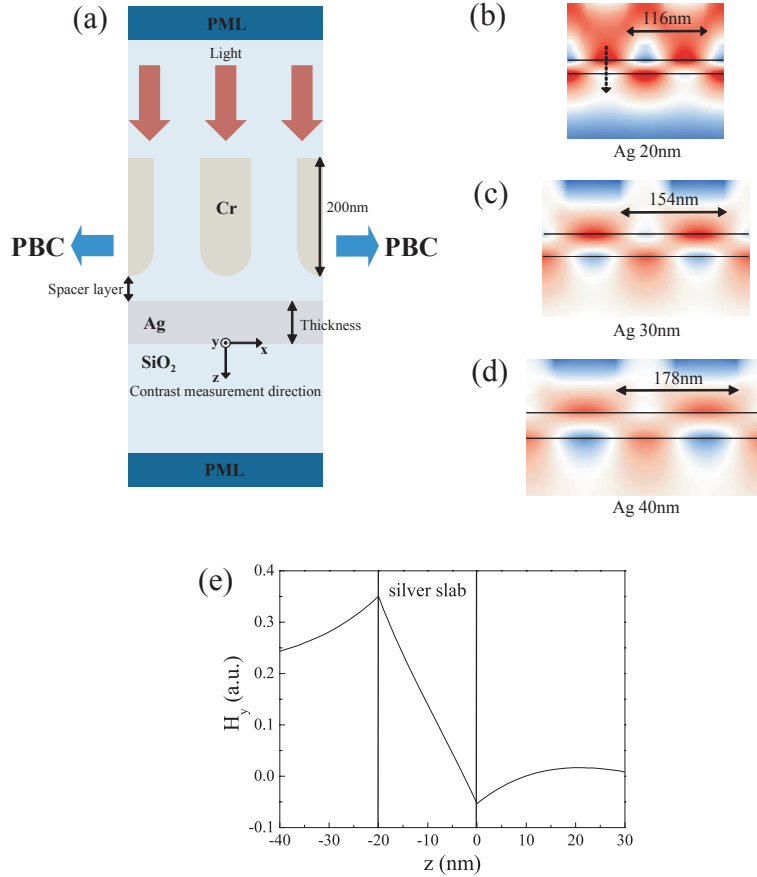 (a)
PML
Light
Cr
200nm
PBC
PBC
Spacer layer
Ag
Thickness
y
x
SiO₂
z
Contrast measurement direction
PML
(b)
116nm
Ag 20nm
(c)
154nm
Ag 30nm
(d)
178nm
Ag 40nm
(e)
0.4
silver slab
0.3
0.2
0.1
0.0
-0.1
H_y (a.u.)
-40 -30 -20 -10 0 10 20 30
z (nm)